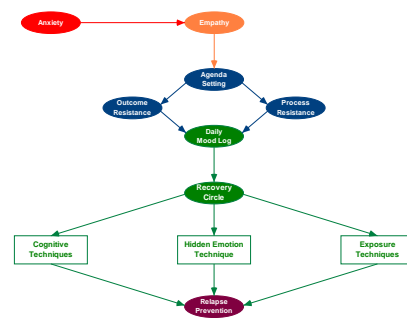 Anxiety
Empathy
Agenda
Setting
Outcome
Resistance
Process
Resistance
Daily
Mood Log
Recovery
Circle
Cognitive
Techniques
Hidden Emotion
Technique
Exposure
Techniques
Relapse
Prevention